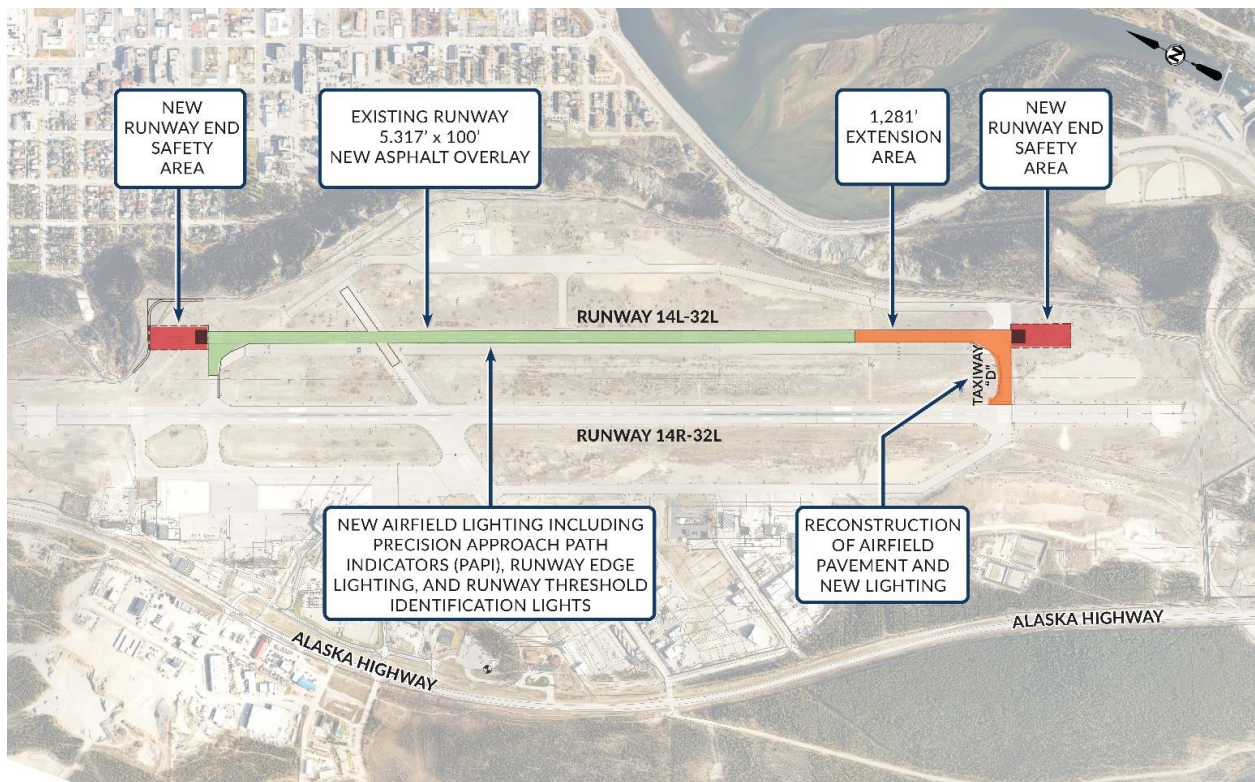 NEW
RUNWAY END
SAFETY
AREA
EXISTING RUNWAY
5.317' x 100'
NEW ASPHALT OVERLAY
1,281'
EXTENSION
AREA
NEW
RUNWAY END
SAFETY
AREA
N
RUNWAY 14L-32L
TAXIWAY
"D"
RUNWAY 14R-32L
NEW AIRFIELD LIGHTING INCLUDING
PRECISION APPROACH PATH
INDICATORS (PAPI), RUNWAY EDGE
LIGHTING, AND RUNWAY THRESHOLD
IDENTIFICATION LIGHTS
RECONSTRUCTION
OF AIRFIELD
PAVEMENT AND
NEW LIGHTING
ALASKA HIGHWAY
ALASKA HIGHWAY